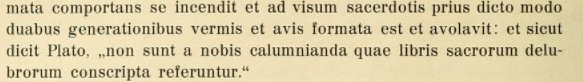 mata comportans se incendit et ad visum sacerdotis prius dicto modo
duabus generationibus vermis et avis formata est et avolavit: et sicut
dicit Plato, „non sunt a nobis calumnianda quae libris sacrorum delu-
brorum conscripta referuntur.“